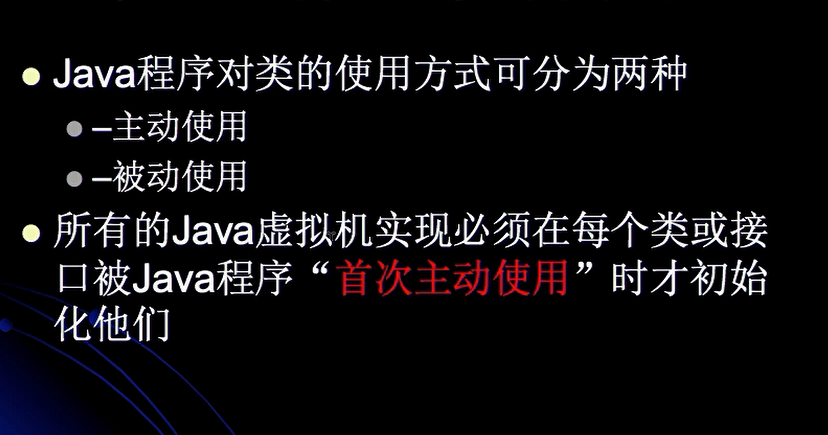 Java程序对类的使用方式可分为两种
–主动使用
–被动使用
所有的Java虚拟机实现必须在每个类或接
口被Java程序“首次主动使用”时才初始
化他们